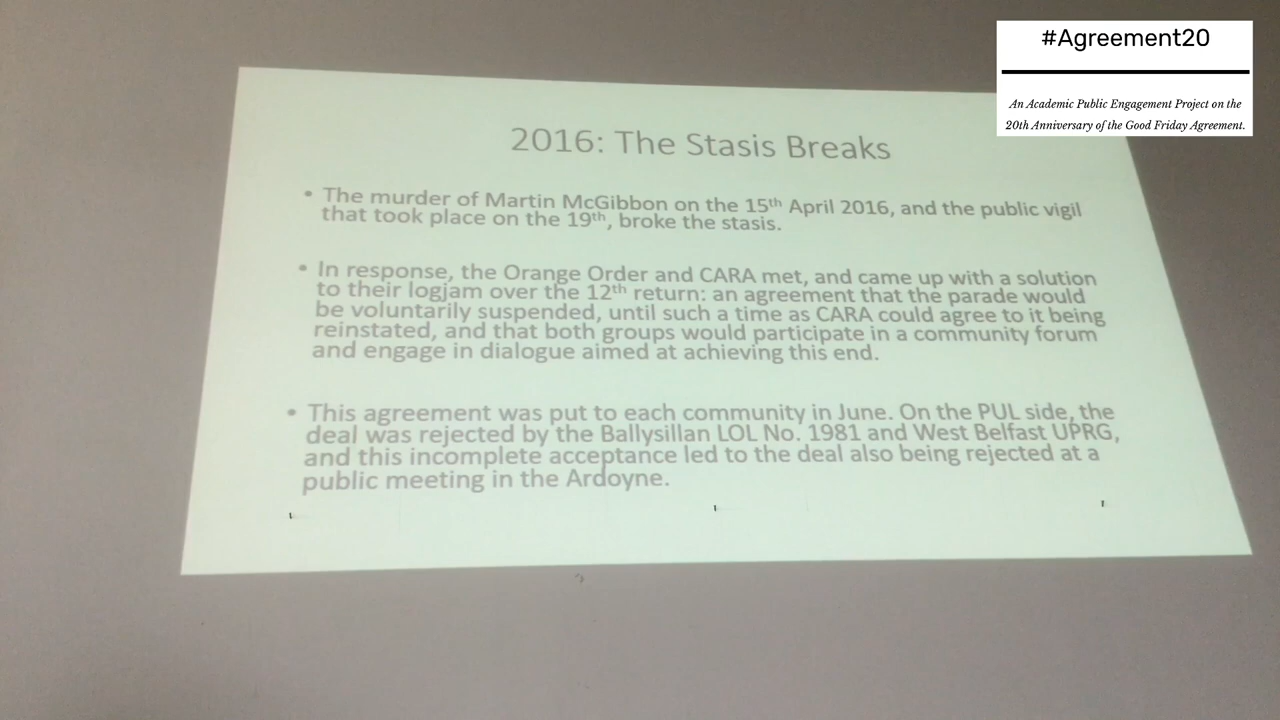 #Agreement20
An Academic Public Engagement Project on the
20th Anniversary of the Good Friday Agreement.
2016: The Stasis Breaks
• The murder of Martin McGibbon on the 15th April 2016, and the public vigil
that took place on the 19th, broke the stasis.
• In response, the Orange Order and CARA met, and came up with a solution
to their logjam over the 12th return: an agreement that the parade would
be voluntarily suspended, until such a time as CARA could agree to it being
reinstated, and that both groups would participate in a community forum
and engage in dialogue aimed at achieving this end.
• This agreement was put to each community in June. On the PUL side, the
deal was rejected by the Ballysillan LOL No. 1981 and West Belfast UPRG,
and this incomplete acceptance led to the deal also being rejected at a
public meeting in the Ardoyne.